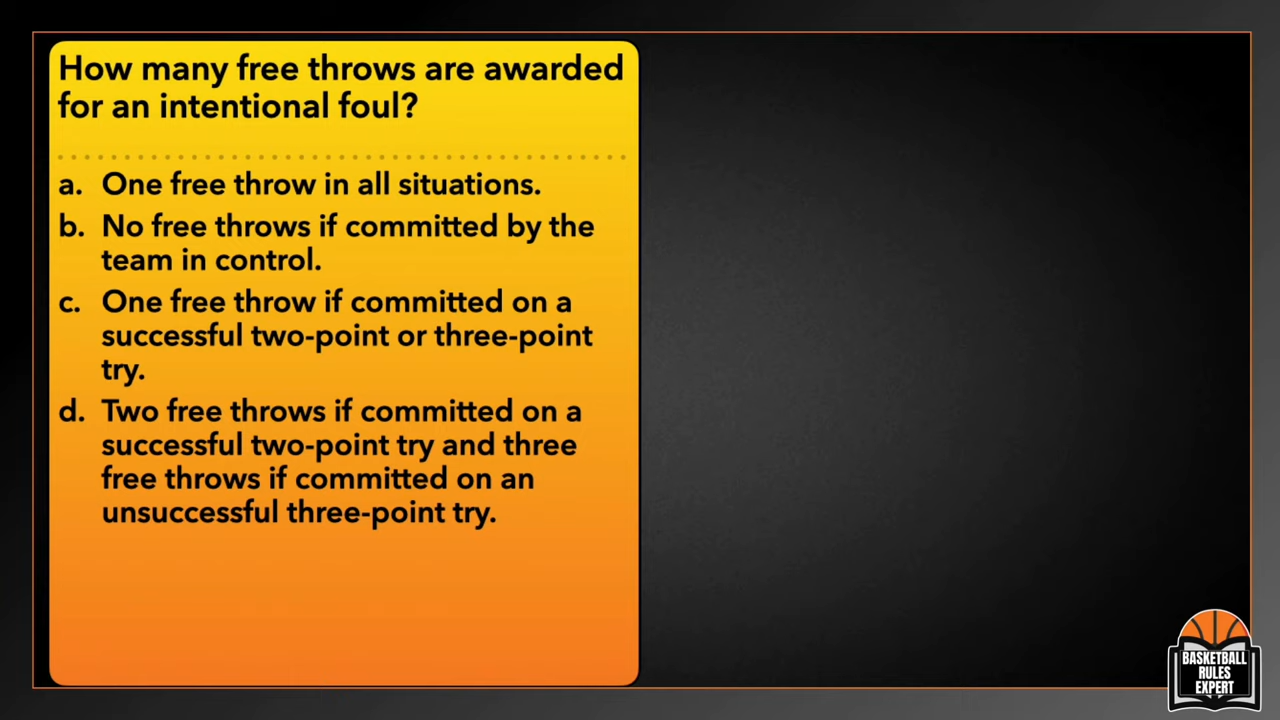 How many free throws are awarded
for an intentional foul?
a. One free throw in all situations.
b. No free throws if committed by the
team in control.
c. One free throw if committed on a
successful two-point or three-point
try.
d. Two free throws if committed on a
successful two-point try and three
free throws if committed on an
unsuccessful three-point try.
BASKETBALL
RULES
EXPERT